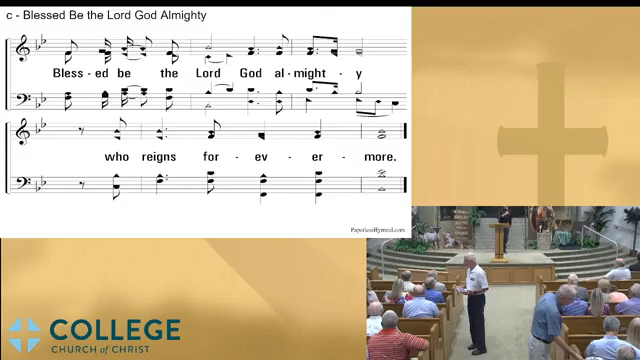 c - Blessed Be the Lord God Almighty
Bless - ed be the Lord God al - might - y
who reigns for - ev - er - more.
PaperlessHymnal.com
COLLEGE
CHURCH of CHRIST